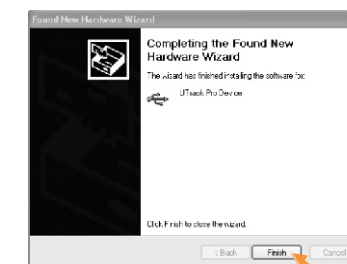 Found New Hardware Wizard
Completing the Found New
Hardware Wizard
The wizard has finished installing the software for:
UTrack Pro Device
Click Finish to close the wizard.
< Back
Finish
Cancel